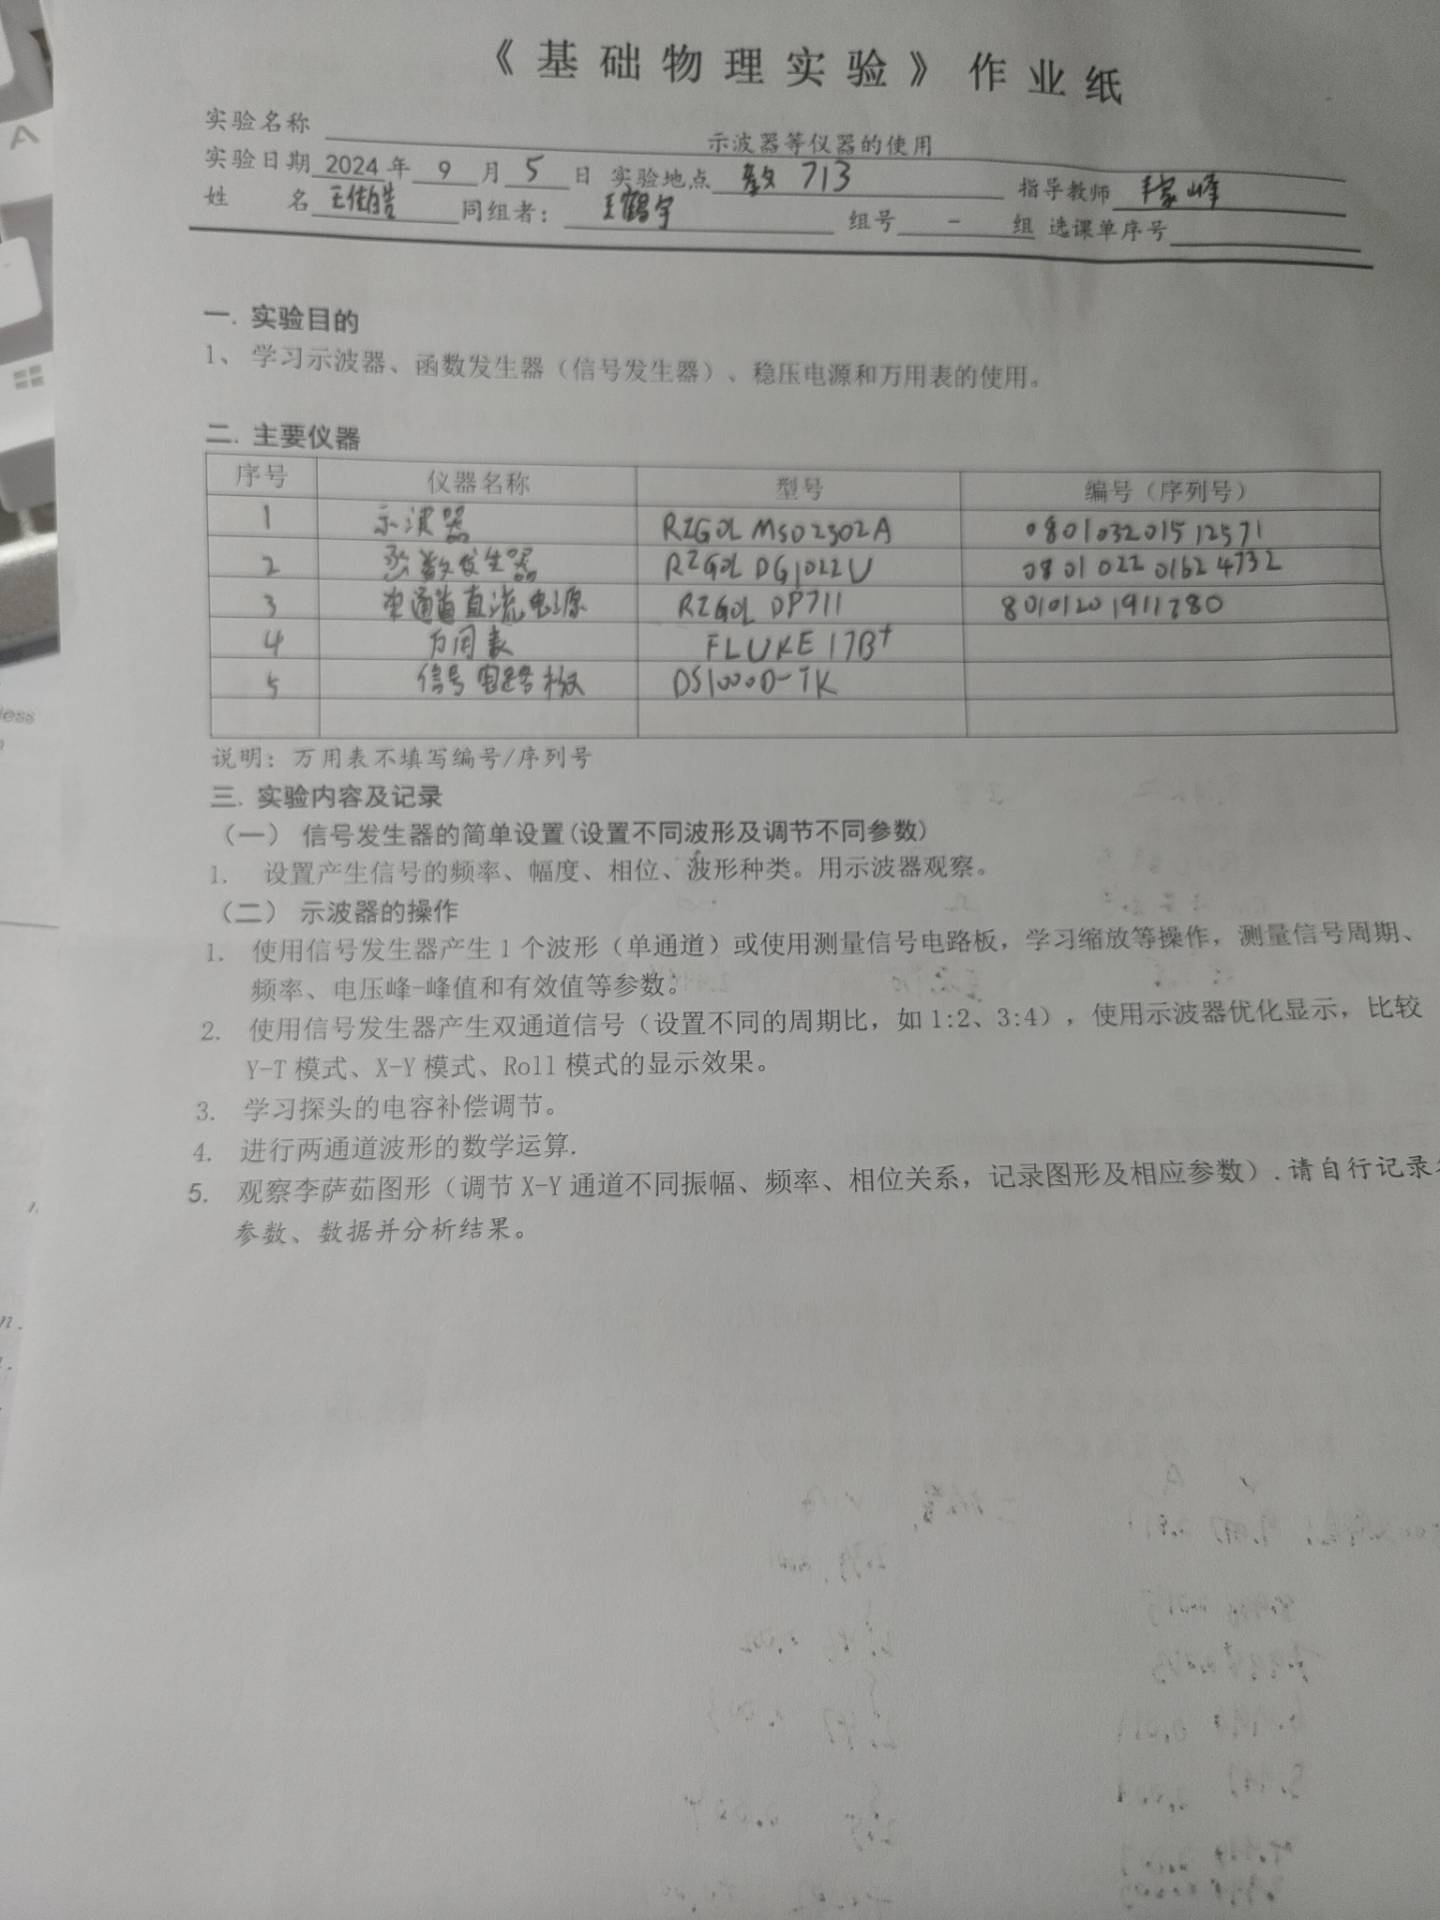 《基础物理实验》作业纸
实验名称 示波器等仪器的使用
实验日期 2024 年 9 月 5 日 实验地点 教713 指导教师 峰
姓 名 王 同组者： 王鹤宇 组号 - 组 选课单序号
一. 实验目的
1、 学习示波器、函数发生器（信号发生器）、稳压电源和万用表的使用。
二. 主要仪器
序号 仪器名称 型号 编号（序列号）
1 示波器 RIGOL MSO2302A 080103201512571
2 函数发生器 RIGOL DG1022U 080102201624732
3 单通道直流电源 RIGOL DP711 80101201911280
4 万用表 FLUKE 17B+
5 信号电路板 DS1000D-TK
说明：万用表不填写编号/序列号
三. 实验内容及记录
（一） 信号发生器的简单设置(设置不同波形及调节不同参数)
1. 设置产生信号的频率、幅度、相位、波形种类。用示波器观察。
（二） 示波器的操作
1. 使用信号发生器产生 1 个波形（单通道）或使用测量信号电路板，学习缩放等操作，测量信号周期、
频率、电压峰-峰值和有效值等参数。
2. 使用信号发生器产生双通道信号（设置不同的周期比，如 1:2、3:4），使用示波器优化显示，比较
Y-T 模式、X-Y 模式、Roll 模式的显示效果。
3. 学习探头的电容补偿调节。
4. 进行两通道波形的数学运算.
5. 观察李萨茹图形（调节 X-Y 通道不同振幅、频率、相位关系，记录图形及相应参数）.请自行记录
参数、数据并分析结果。